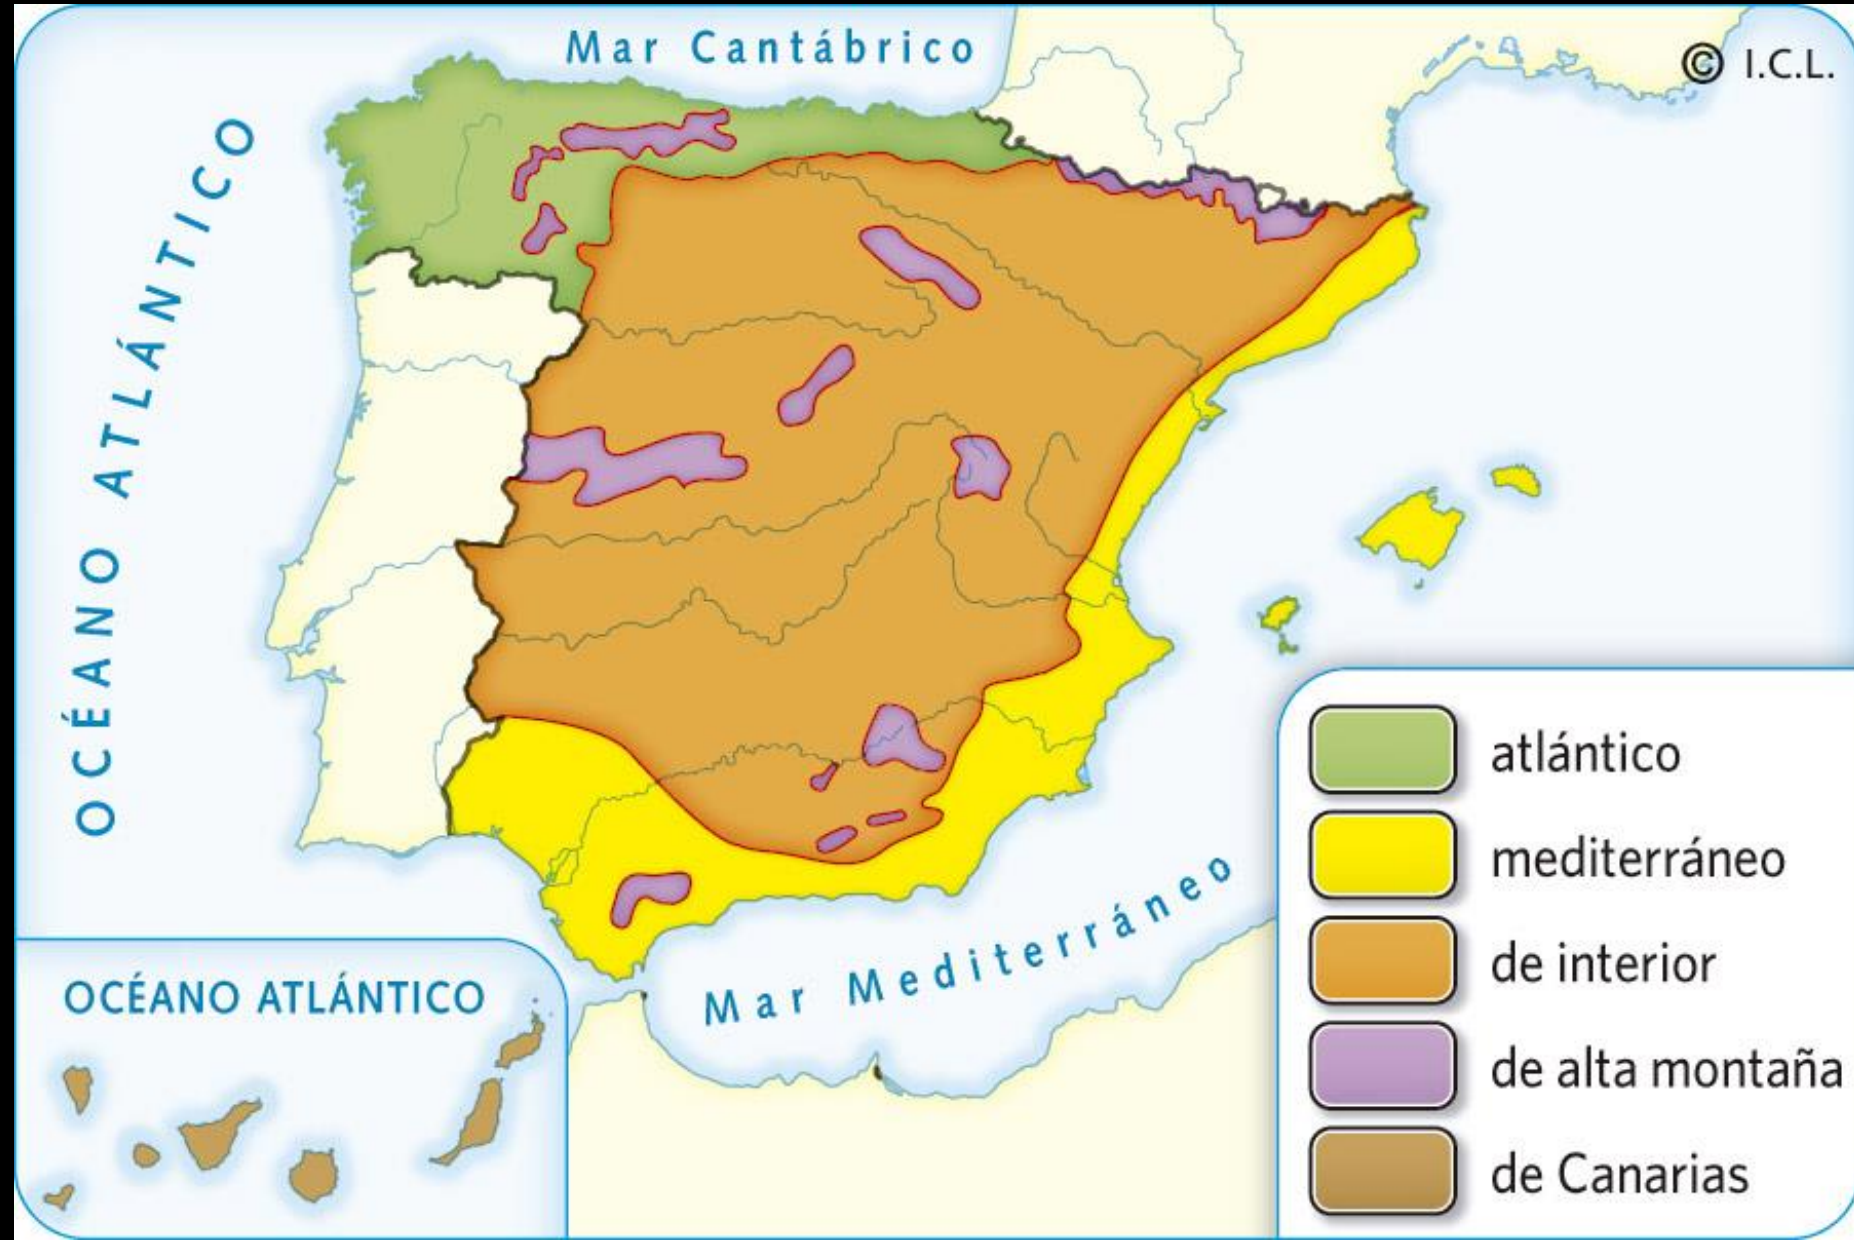 Mar Cantábrico
© I.C.L.
OCÉANO ATLÁNTICO
Mar Mediterráneo
OCÉANO ATLÁNTICO
atlántico
mediterráneo
de interior
de alta montaña
de Canarias